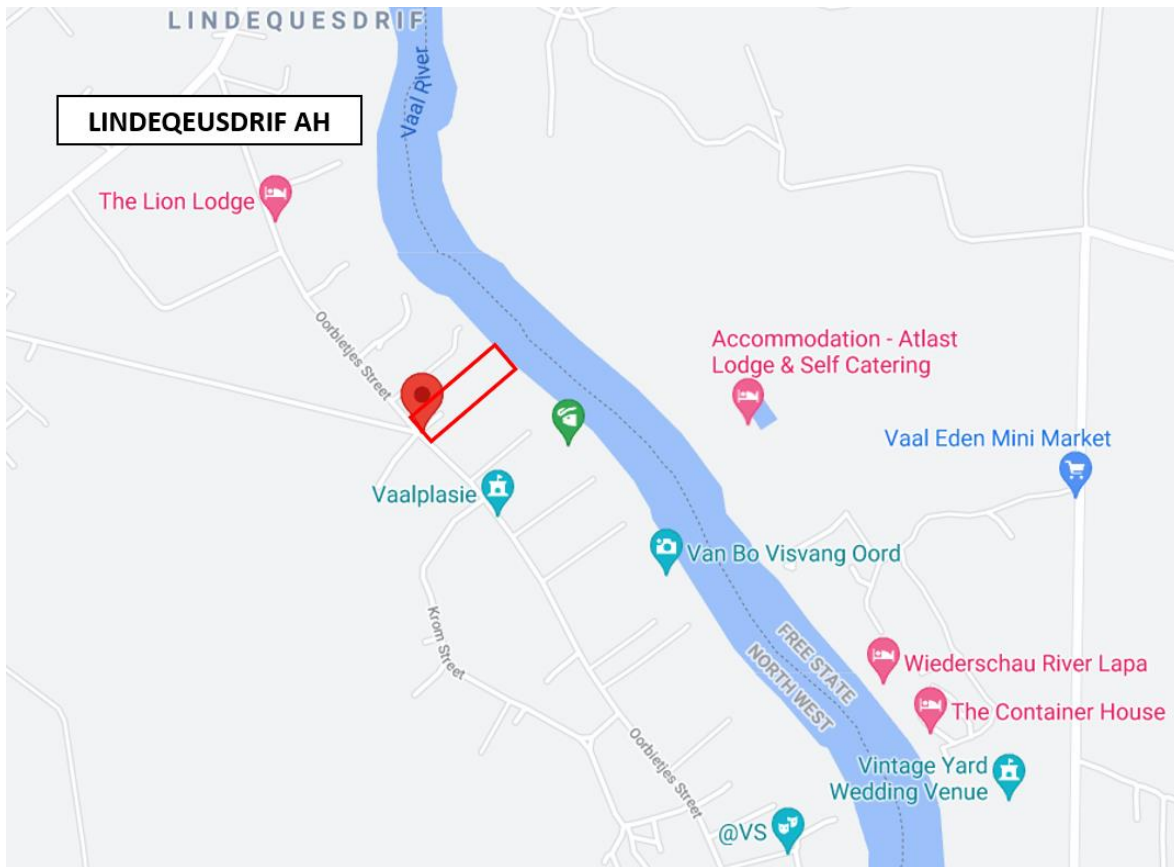 LINDEQUESDRIF
Vaal River
LINDEQEUSDRIF AH
The Lion Lodge
Oorbietjes Street
Accommodation - Atlast
Lodge & Self Catering
Vaal Eden Mini Market
Vaalplasie
Van Bo Visvang Oord
Krom Street
FREE STATE
NORTH WEST
Wiederschau River Lapa
The Container House
Oorbietjes Street
Vintage Yard
Wedding Venue
@VS